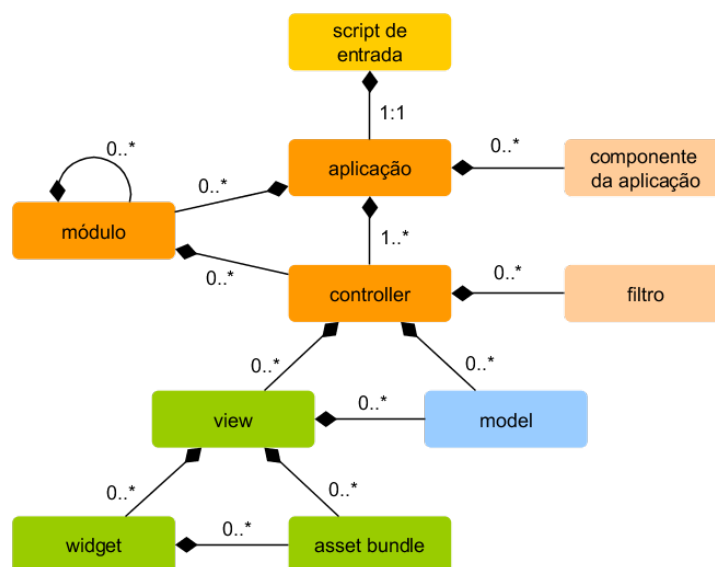 script de
entrada
1:1
0..*
0..*
0..*
aplicação
componente
da aplicação
módulo
1..*
0..*
0..*
controller
filtro
0..*
0..*
0..*
view
model
0..*
0..*
0..*
widget
asset bundle